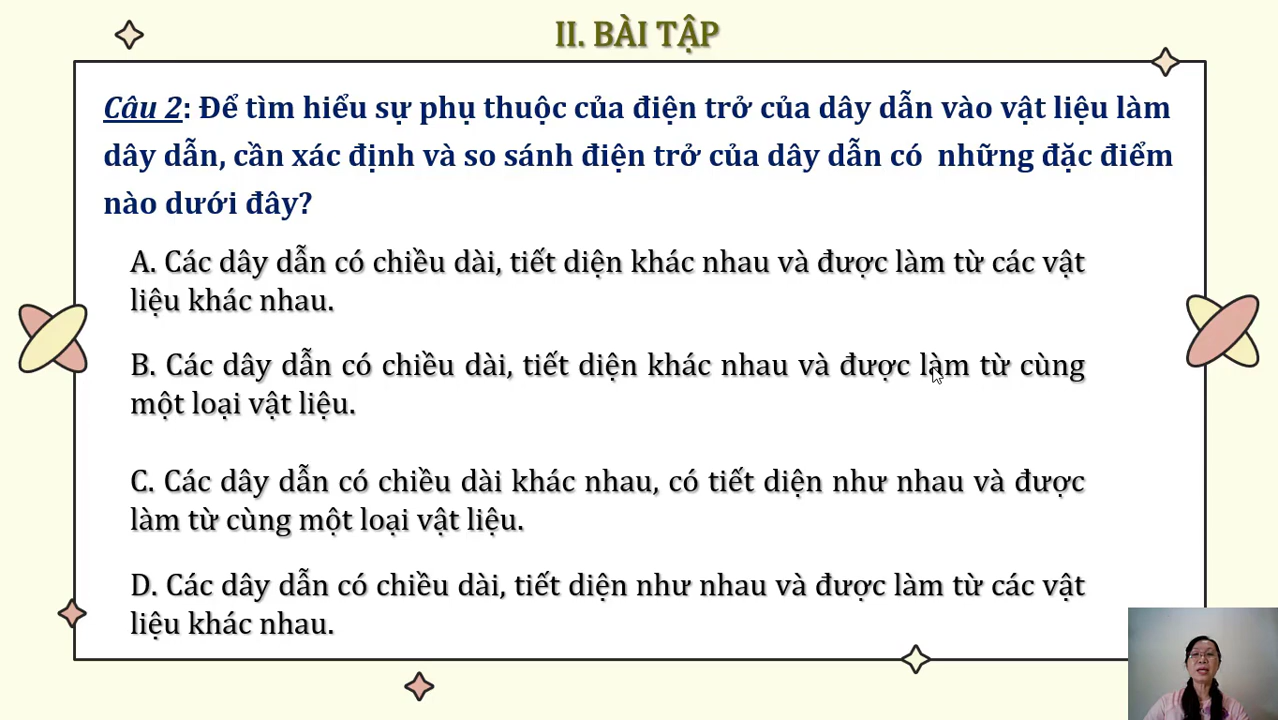 II. BÀI TẬP
Câu 2: Để tìm hiểu sự phụ thuộc của điện trở của dây dẫn vào vật liệu làm
dây dẫn, cần xác định và so sánh điện trở của dây dẫn có những đặc điểm
nào dưới đây?
A. Các dây dẫn có chiều dài, tiết diện khác nhau và được làm từ các vật
liệu khác nhau.
B. Các dây dẫn có chiều dài, tiết diện khác nhau và được làm từ cùng
một loại vật liệu.
C. Các dây dẫn có chiều dài khác nhau, có tiết diện như nhau và được
làm từ cùng một loại vật liệu.
D. Các dây dẫn có chiều dài, tiết diện như nhau và được làm từ các vật
liệu khác nhau.